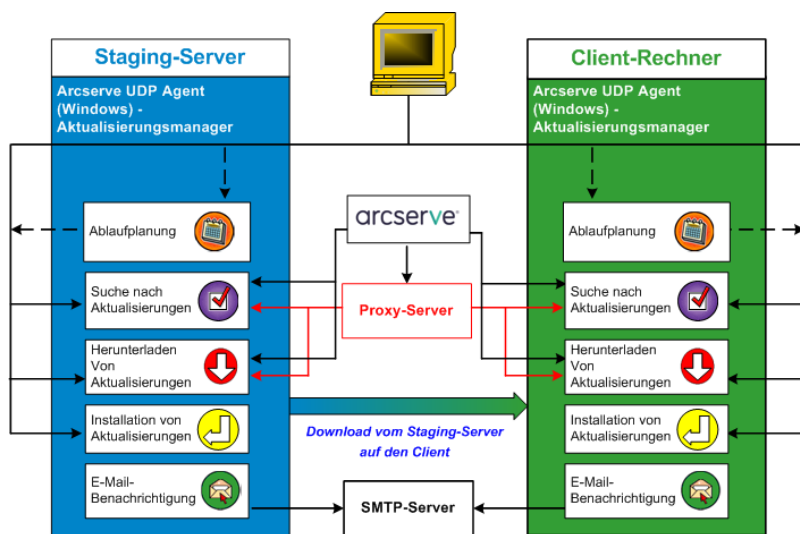 Staging-Server
Arcserve UDP Agent
(Windows) -
Aktualisierungsmanager
Ablaufplanung
Suche nach
Aktualisierungen
Herunterladen
Von
Aktualisierungen
Installation von
Aktualisierungen
E-Mail-
Benachrichtigung
arcserve®
Proxy-Server
Download vom Staging-Server
auf den Client
SMTP-Server
Client-Rechner
Arcserve UDP Agent
(Windows) -
Aktualisierungsmanager
Ablaufplanung
Suche nach
Aktualisierungen
Herunterladen
Von
Aktualisierungen
Installation von
Aktualisierungen
E-Mail-
Benachrichtigung